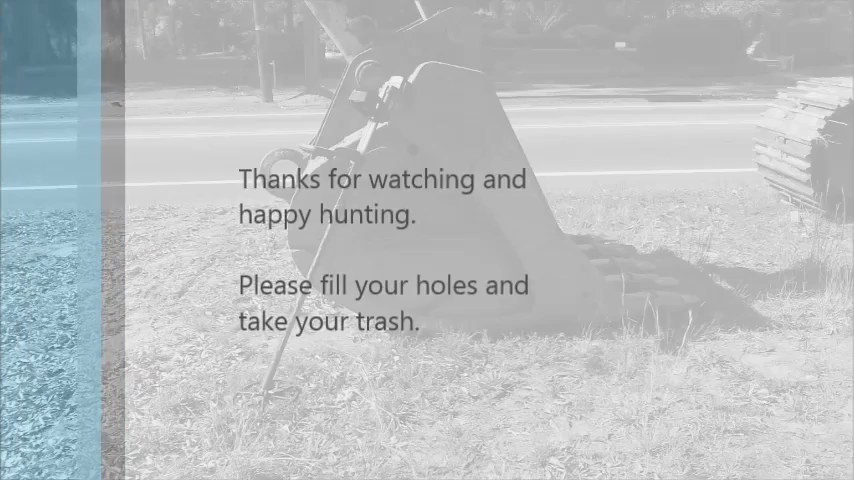 Thanks for watching and
happy hunting.
Please fill your holes and
take your trash.